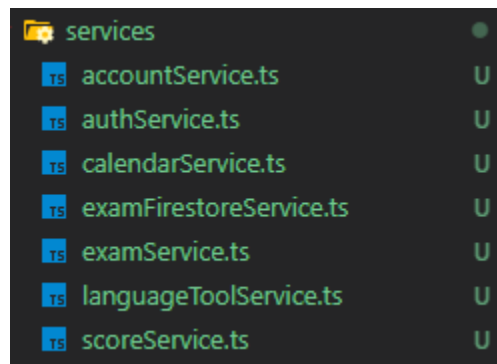 services
TS accountService.ts U
TS authService.ts U
TS calendarService.ts U
TS examFirestoreService.ts U
TS examService.ts U
TS languageToolService.ts U
TS scoreService.ts U